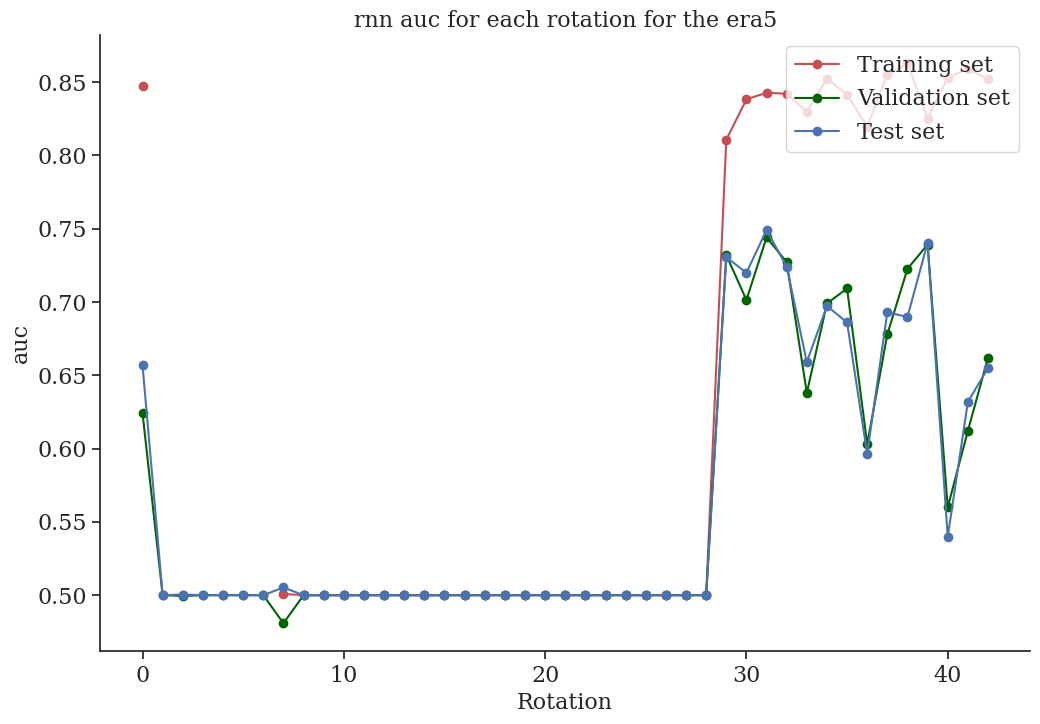 rnn auc for each rotation for the era5
Training set
Validation set
Test set
auc
0.85
0.80
0.75
0.70
0.65
0.60
0.55
0.50
0
10
20
30
40
Rotation